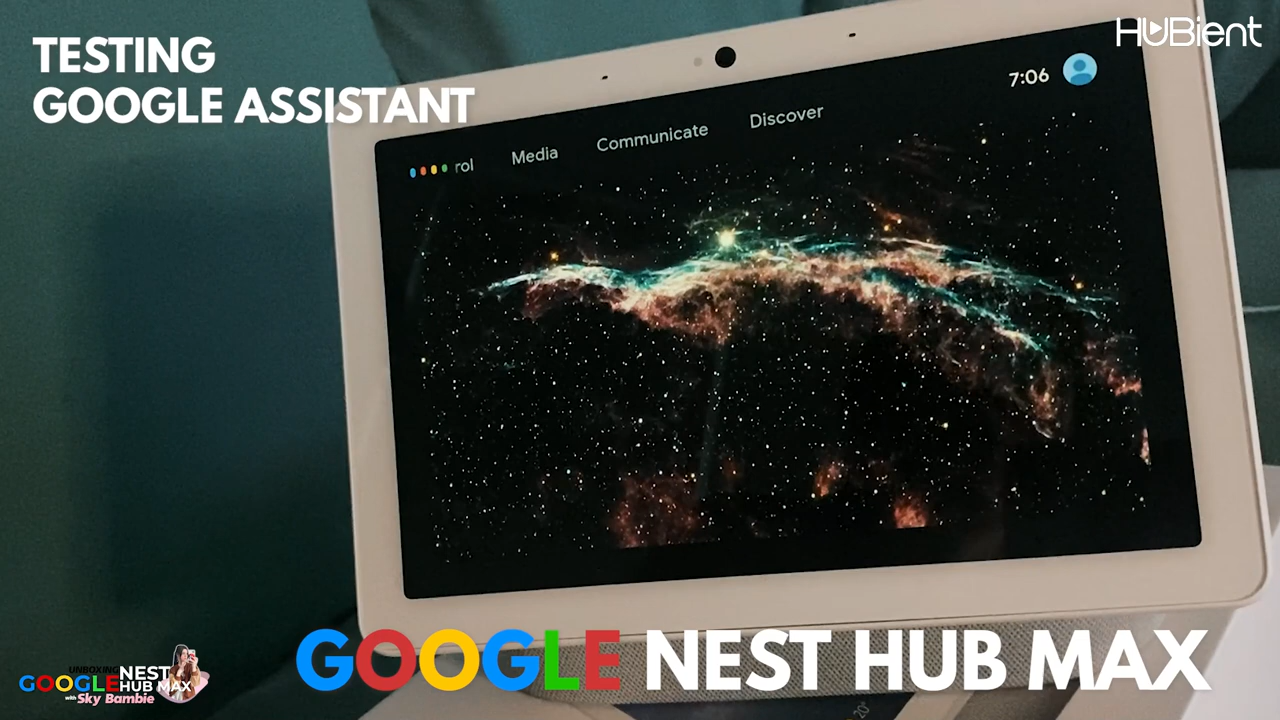 TESTING
GOOGLE ASSISTANT
HUBient
7:06
rol Media Communicate Discover
GOOGLE NEST HUB MAX
UNBOXING
GOOGLE NEST
HUB MAX
with Sky Bambie
20°